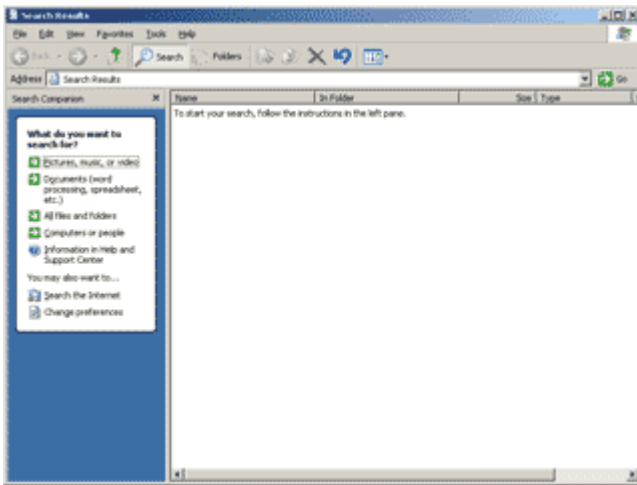 Search Results
File Edit View Favorites Tools Help
Back Search Folders
Address Search Results Go
Search Companion
Name In Folder Size Type
To start your search, follow the instructions in the left pane.
What do you want to
search for?
Pictures, music, or video
Documents (word
processing, spreadsheet,
etc.)
All files and folders
Computers or people
Information in Help and
Support Center
You may also want to...
Search the Internet
Change preferences